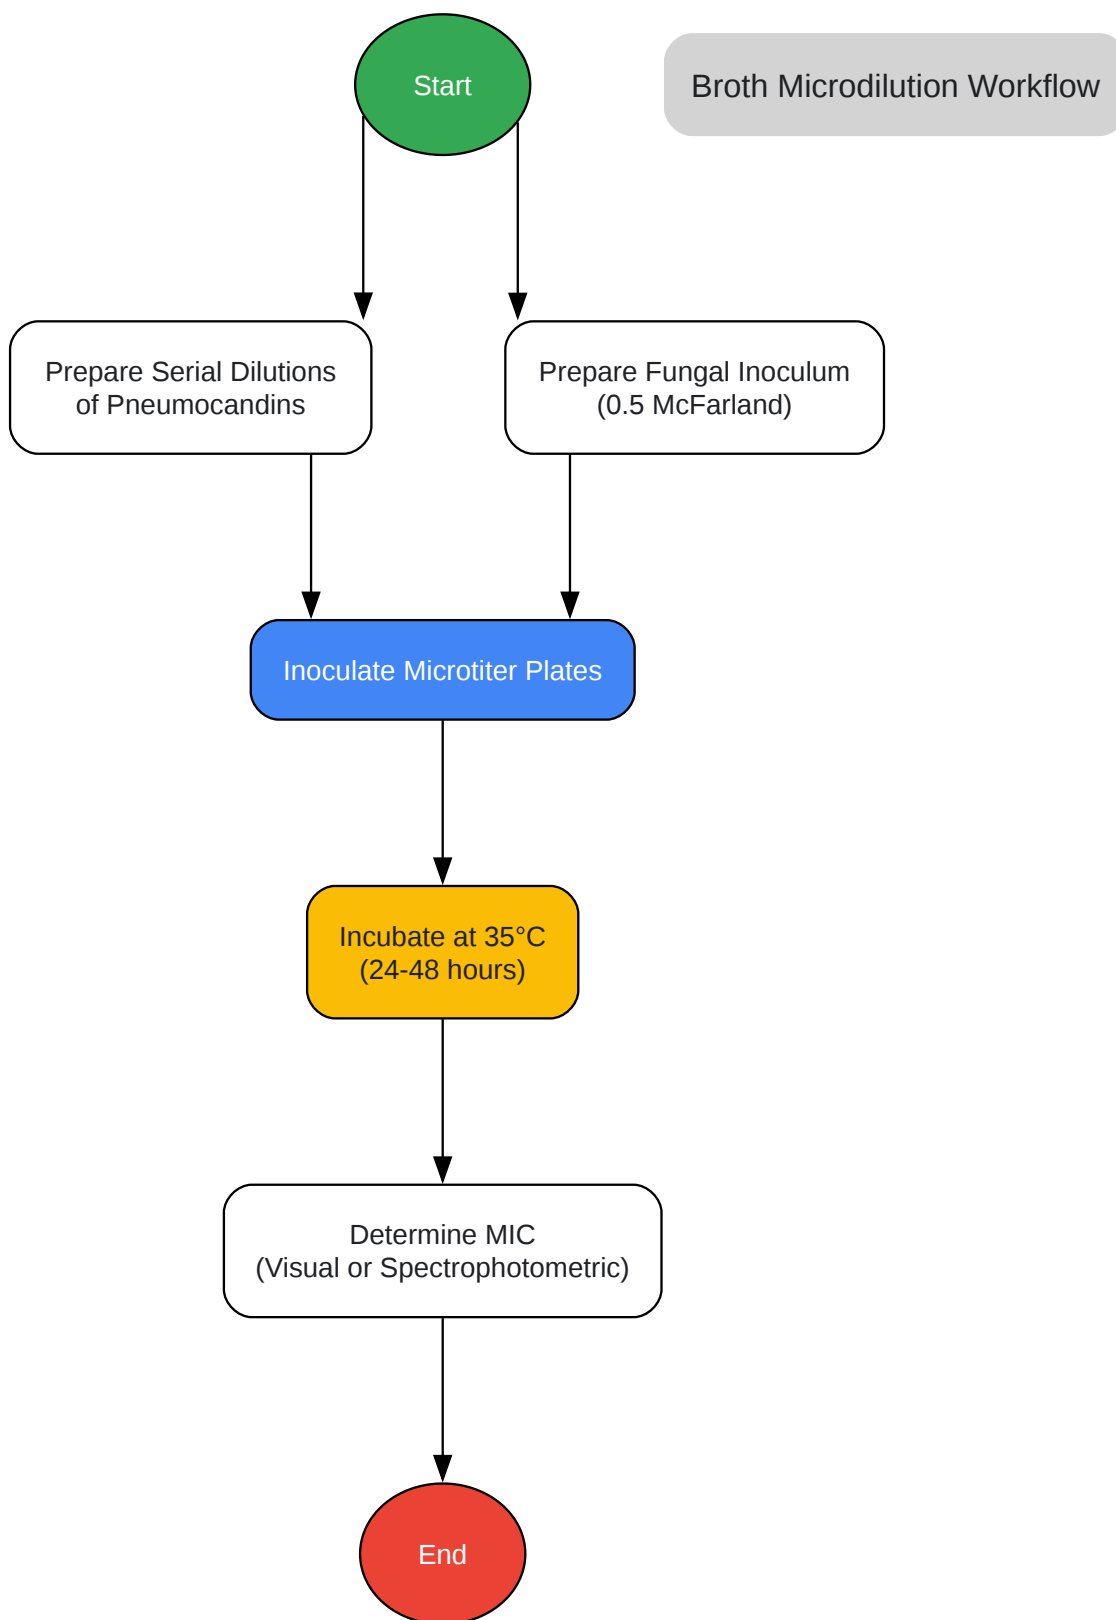 Start
Broth Microdilution Workflow
Prepare Serial Dilutions
of Pneumocandins
Prepare Fungal Inoculum
(0.5 McFarland)
Inoculate Microtiter Plates
Incubate at 35°C
(24-48 hours)
Determine MIC
(Visual or Spectrophotometric)
End